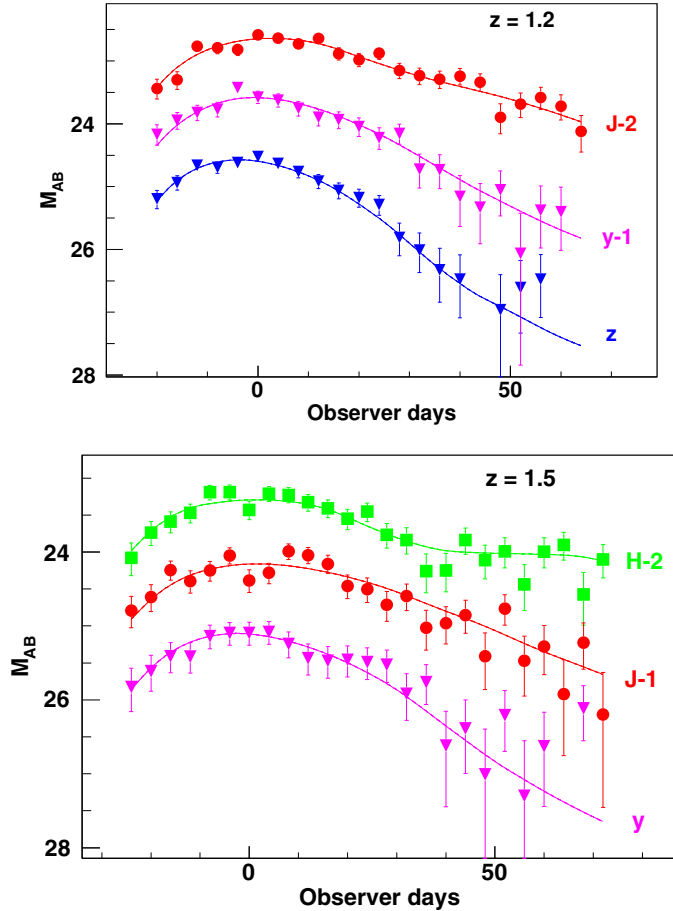 z = 1.2
24
26
28
M_AB
J-2
y-1
z
0
50
Observer days
z = 1.5
24
26
28
M_AB
H-2
J-1
y
0
50
Observer days